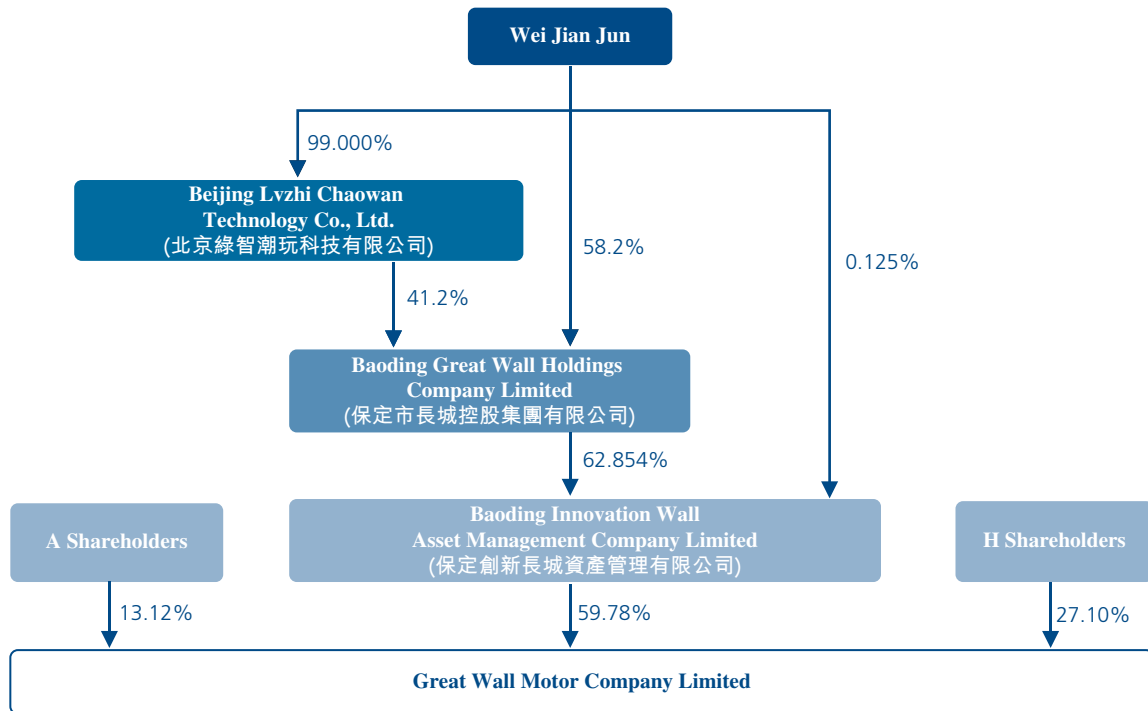 Wei Jian Jun
99.000%
Beijing Lvzhi Chaowan
Technology Co., Ltd.
(北京綠智潮玩科技有限公司)
58.2%
0.125%
41.2%
Baoding Great Wall Holdings
Company Limited
(保定市長城控股集團有限公司)
62.854%
A Shareholders
Baoding Innovation Wall
Asset Management Company Limited
(保定創新長城資產管理有限公司)
H Shareholders
13.12%
59.78%
27.10%
Great Wall Motor Company Limited